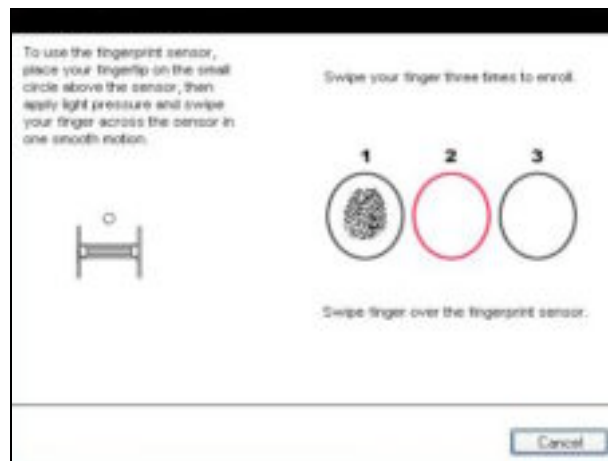 To use the fingerprint sensor,
place your fingertip on the small
circle above the sensor, then
apply light pressure and swipe
your finger across the sensor in
one smooth motion.
Swipe your finger three times to enroll.
1 2 3
Swipe finger over the fingerprint sensor.
Cancel